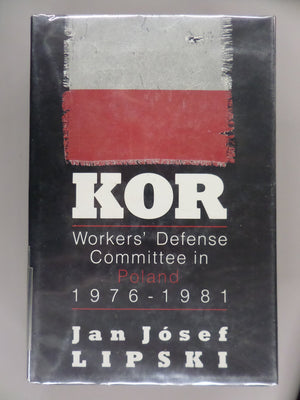 KOR
Workers' Defense
Committee in
Poland
1976-1981
Jan Jósef
LIPSKI